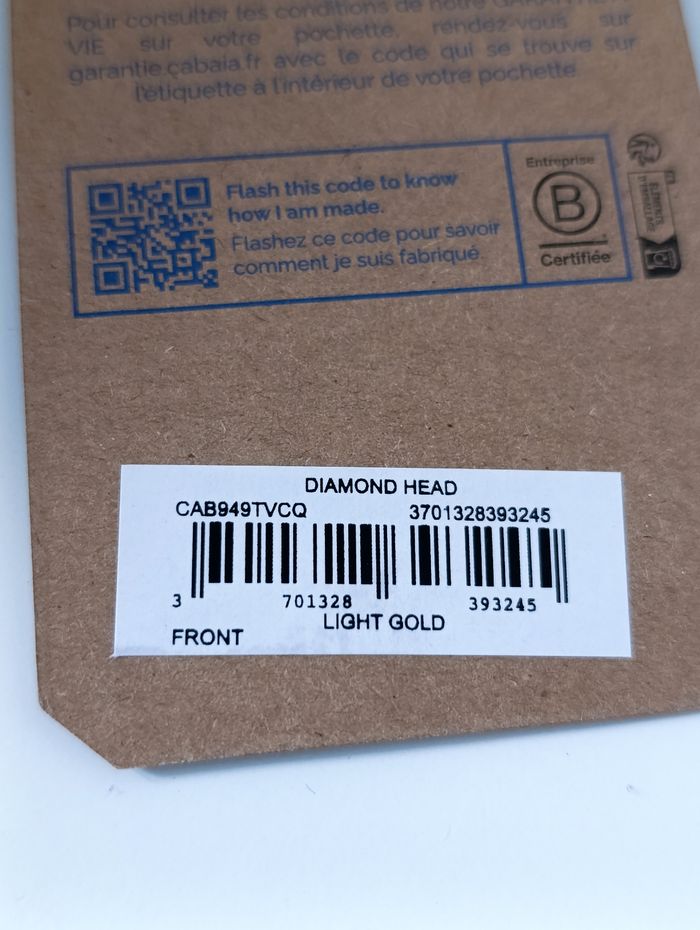 Pour consulter les conditions de notre GARANTIE À
VIE sur votre pochette, rendez-vous sur
garantie.cabaia.fr avec le code qui se trouve sur
l'étiquette à l'intérieur de votre pochette.
Flash this code to know
how I am made.
Flashez ce code pour savoir
comment je suis fabriqué.
Entreprise
B
Certifiée
DIAMOND HEAD
CAB949TVCQ 3701328393245
3 701328 393245
LIGHT GOLD
FRONT